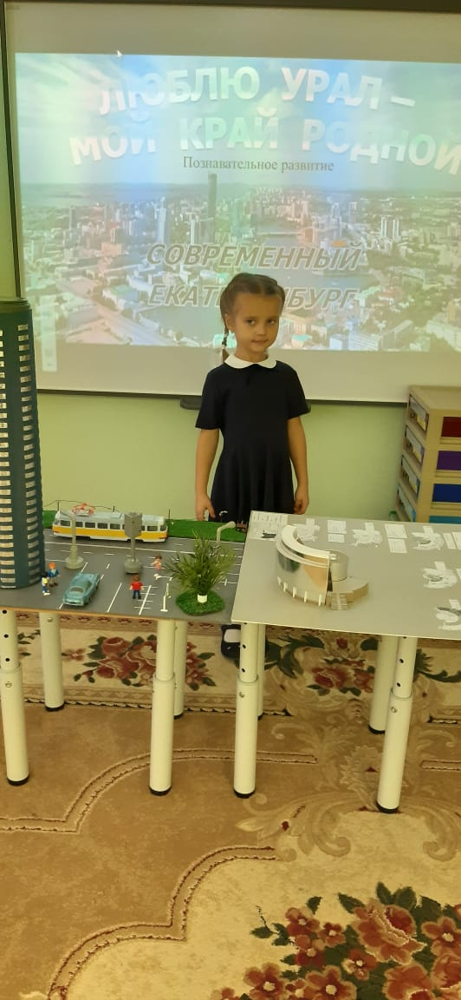 ЛЮБЛЮ УРАЛ –
МОЙ КРАЙ РОДНОЙ
Познавательное развитие
СОВРЕМЕННЫЙ